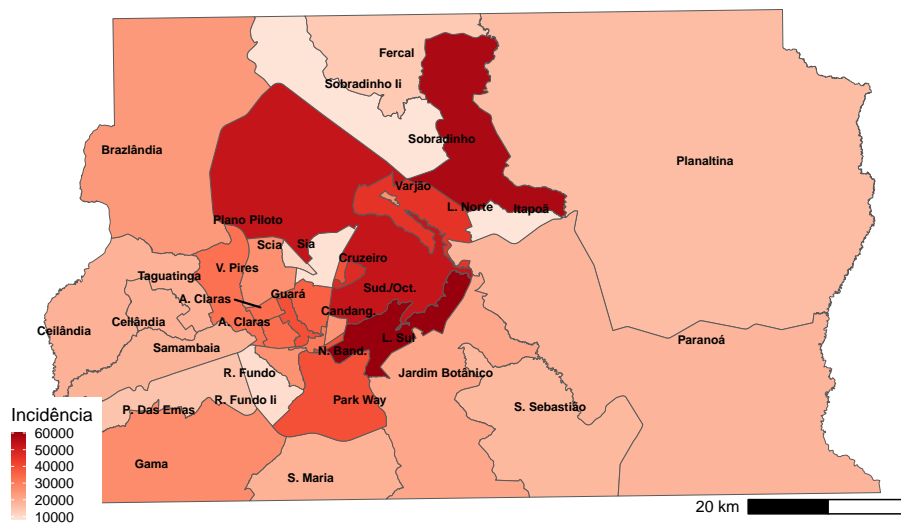 Fercal
Sobradinho Ii
Sobradinho
Brazlândia
Planaltina
Varjão
L. Norte
Itapoã
Plano Piloto
Scia
Sia
Cruzeiro
V. Pires
Taguatinga
Sud./Oct.
A. Claras
Guará
Candang.
Ceilândia
Ceilândia
A. Claras
L. Sul
Paranoá
Samambaia
N. Band.
R. Fundo
Jardim Botânico
R. Fundo Ii
Park Way
P. Das Emas
S. Sebastião
Gama
S. Maria
Incidência
60000
50000
40000
30000
20000
10000
20 km